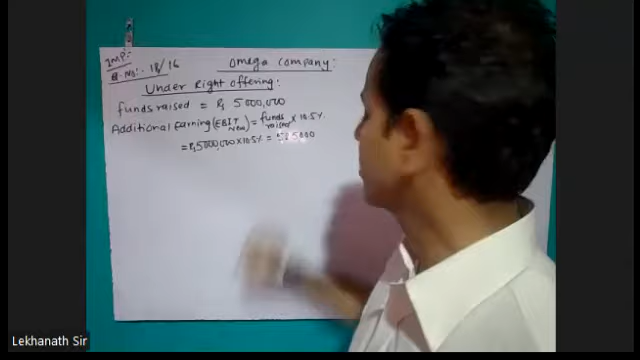 IMP:
Q.No:- 18/16
Omega company:
Under Right offering:
funds raised = Rs 5000,000
Additional Earning (EBIT New) = funds raised × 10.5%
= Rs 5000,000 × 10.5% = 525000
Lekhanath Sir